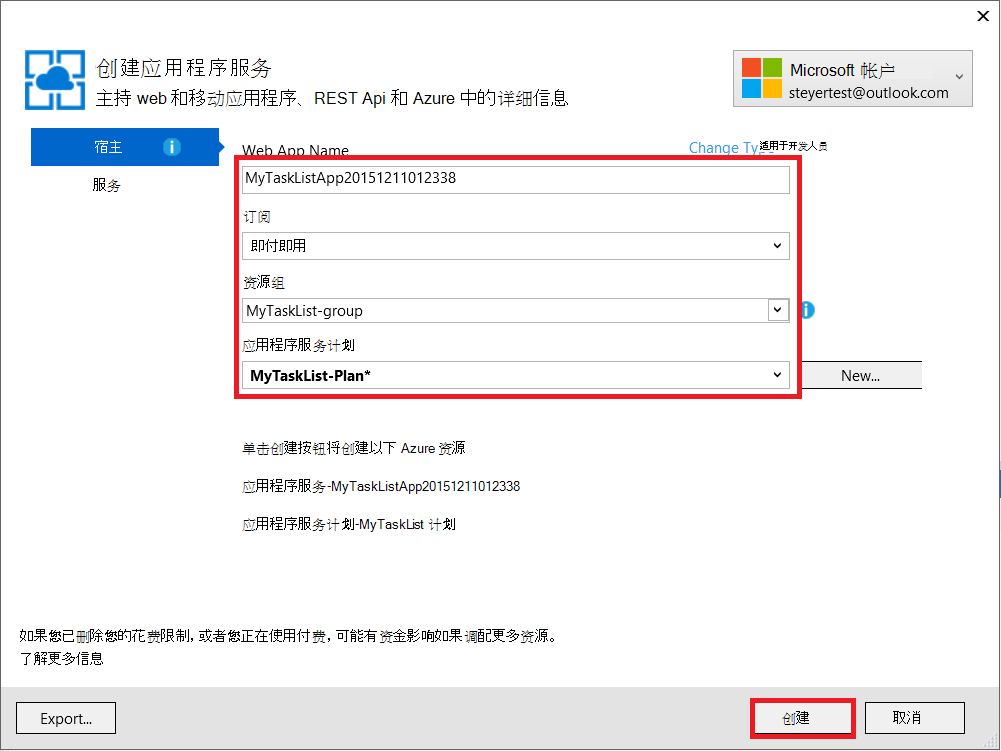 创建应用程序服务
主持 web 和移动应用程序、REST Api 和 Azure 中的详细信息
Microsoft 帐户
steyertest@outlook.com
宿主
服务
Web App Name
Change Type 适用于开发人员
MyTaskListApp20151211012338
订阅
即付即用
资源组
MyTaskList-group
应用程序服务计划
MyTaskList-Plan*
New...
单击创建按钮将创建以下 Azure 资源
应用程序服务-MyTaskListApp20151211012338
应用程序服务计划-MyTaskList 计划
如果您已删除您的花费限制, 或者您正在使用付费, 可能有资金影响如果调配更多资源。
了解更多信息
Export...
创建
取消